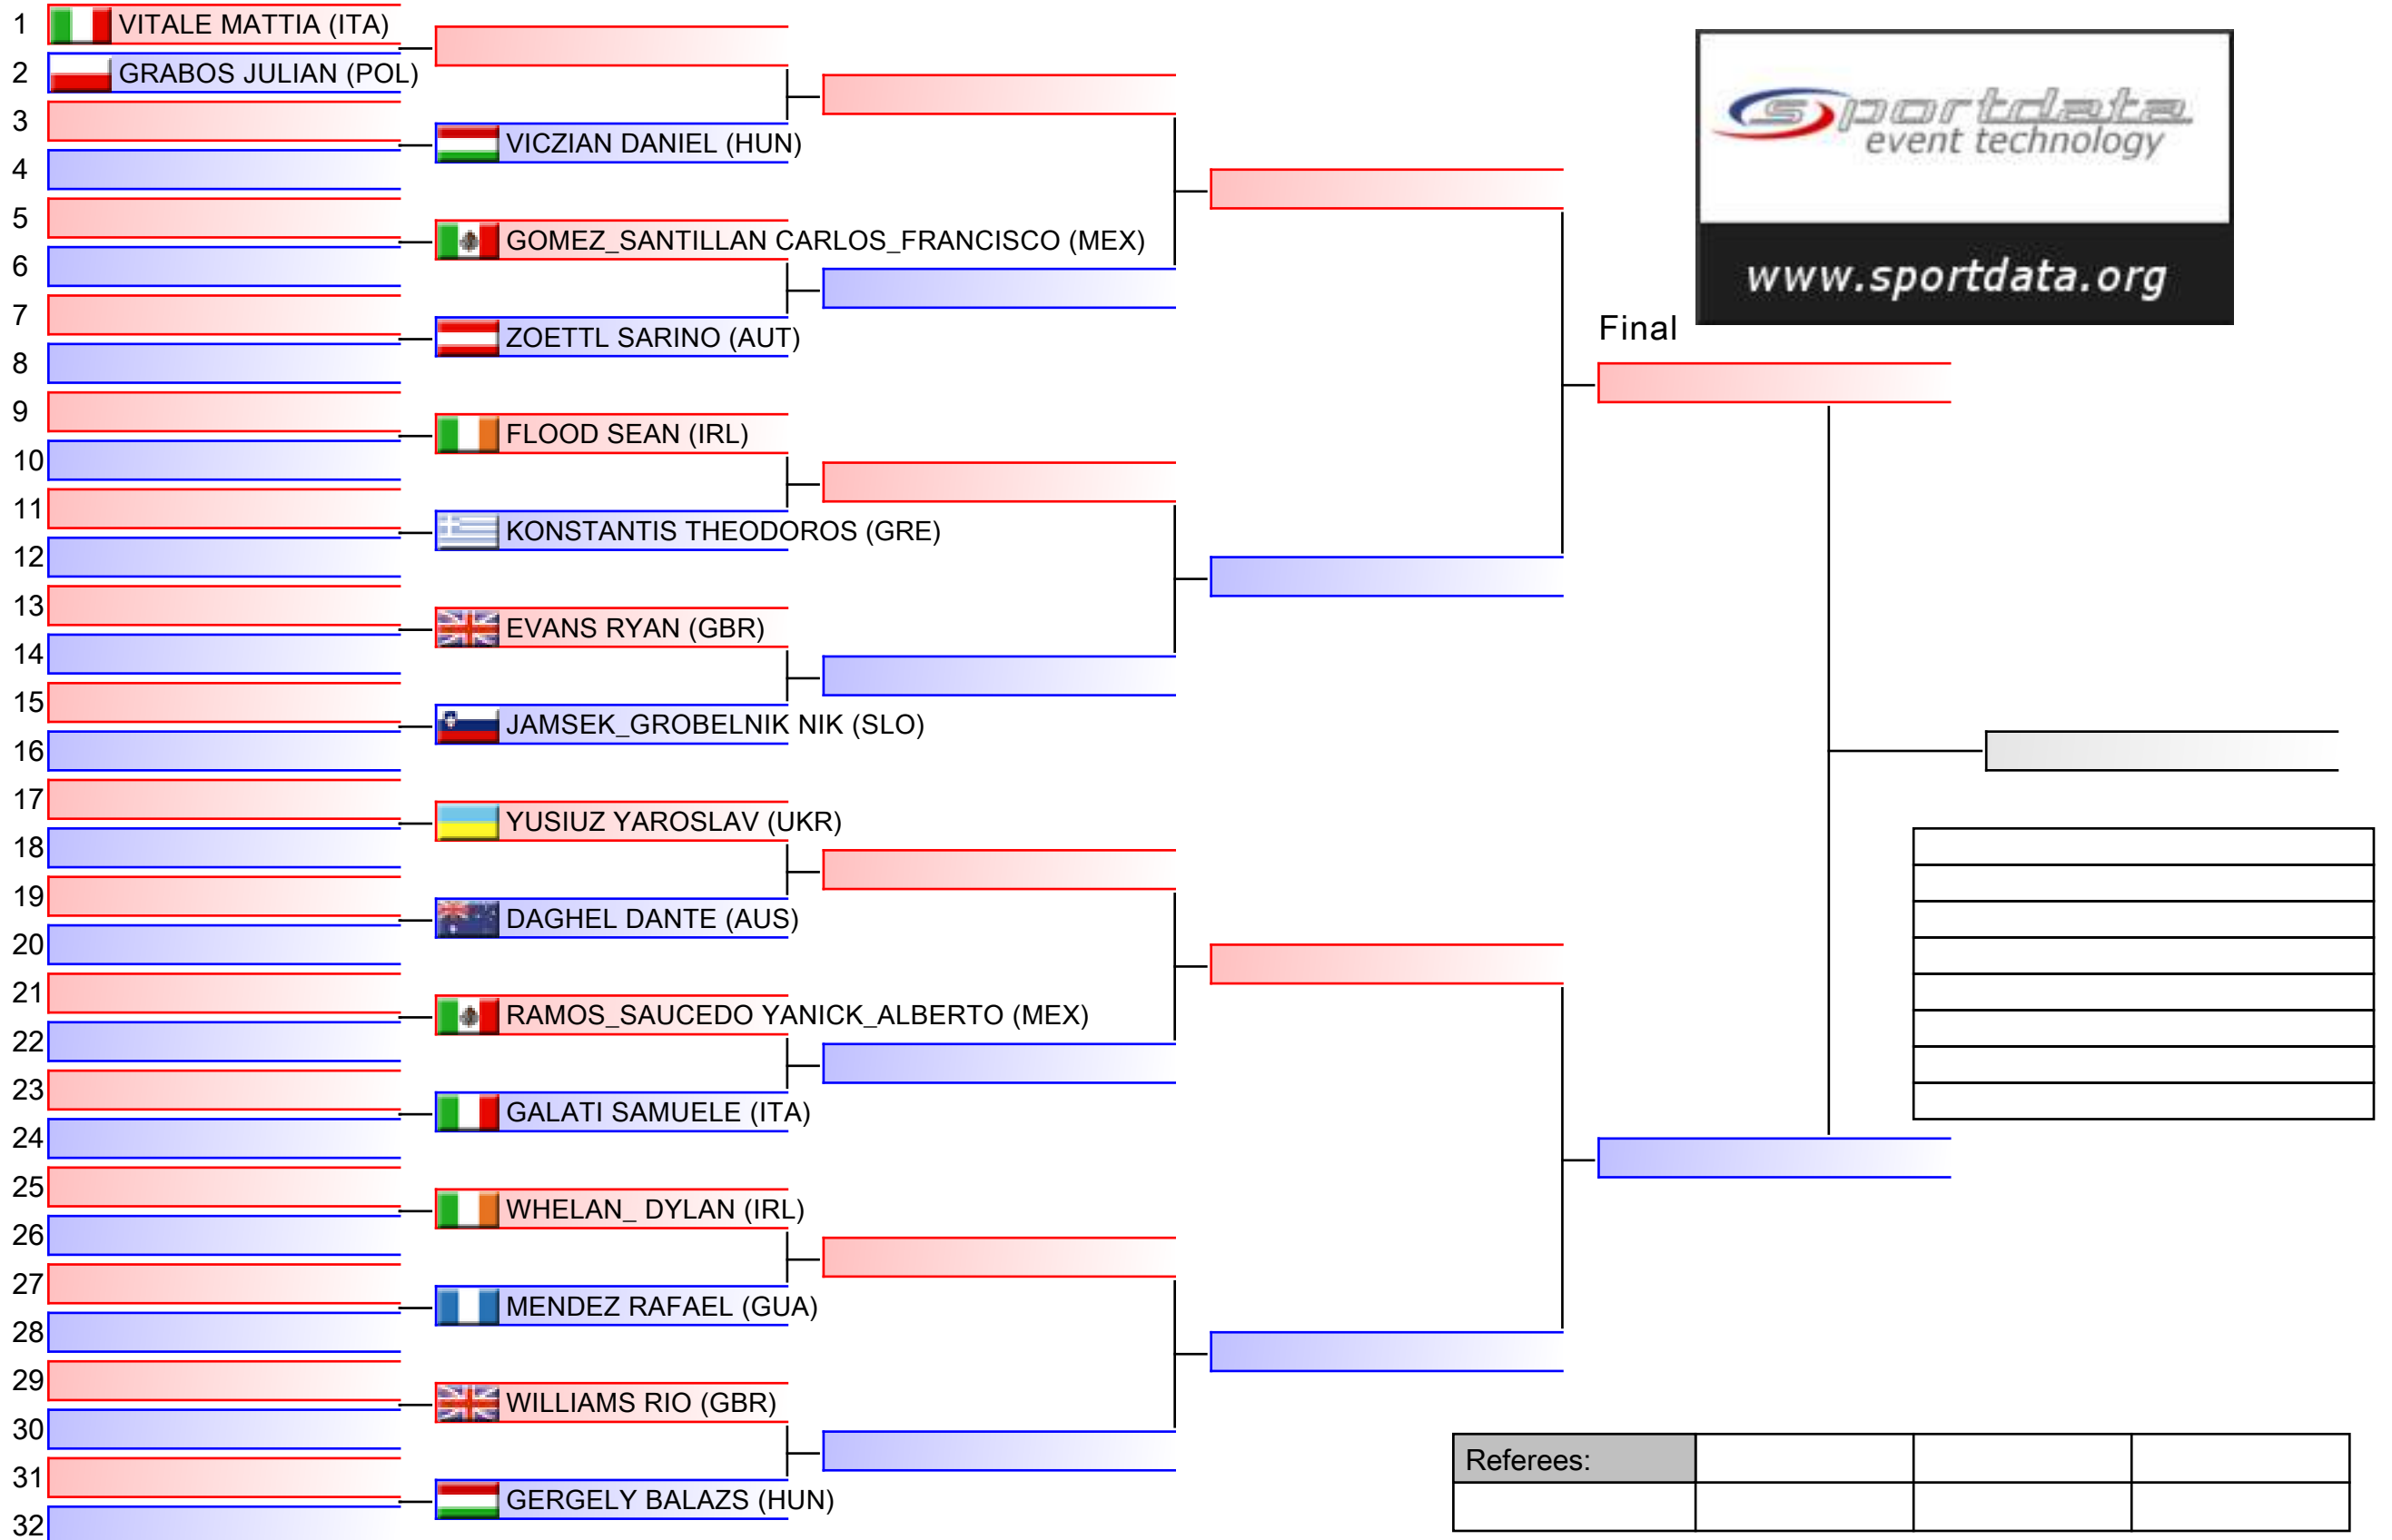 1 VITALE MATTIA (ITA)
2 GRABOS JULIAN (POL)
3
VICZIAN DANIEL (HUN)
4
5
GOMEZ_SANTILLAN CARLOS_FRANCISCO (MEX)
6
7
ZOETTL SARINO (AUT)
8
9
FLOOD SEAN (IRL)
10
11
KONSTANTIS THEODOROS (GRE)
12
13
EVANS RYAN (GBR)
14
15
JAMSEK_GROBELNIK NIK (SLO)
16
17
YUSIUZ YAROSLAV (UKR)
18
19
DAGHEL DANTE (AUS)
20
21
RAMOS_SAUCEDO YANICK_ALBERTO (MEX)
22
23
GALATI SAMUELE (ITA)
24
25
WHELAN_ DYLAN (IRL)
26
27
MENDEZ RAFAEL (GUA)
28
29
WILLIAMS RIO (GBR)
30
31
GERGELY BALAZS (HUN)
32
sportdata
event technology
www.sportdata.org
Final
Referees: